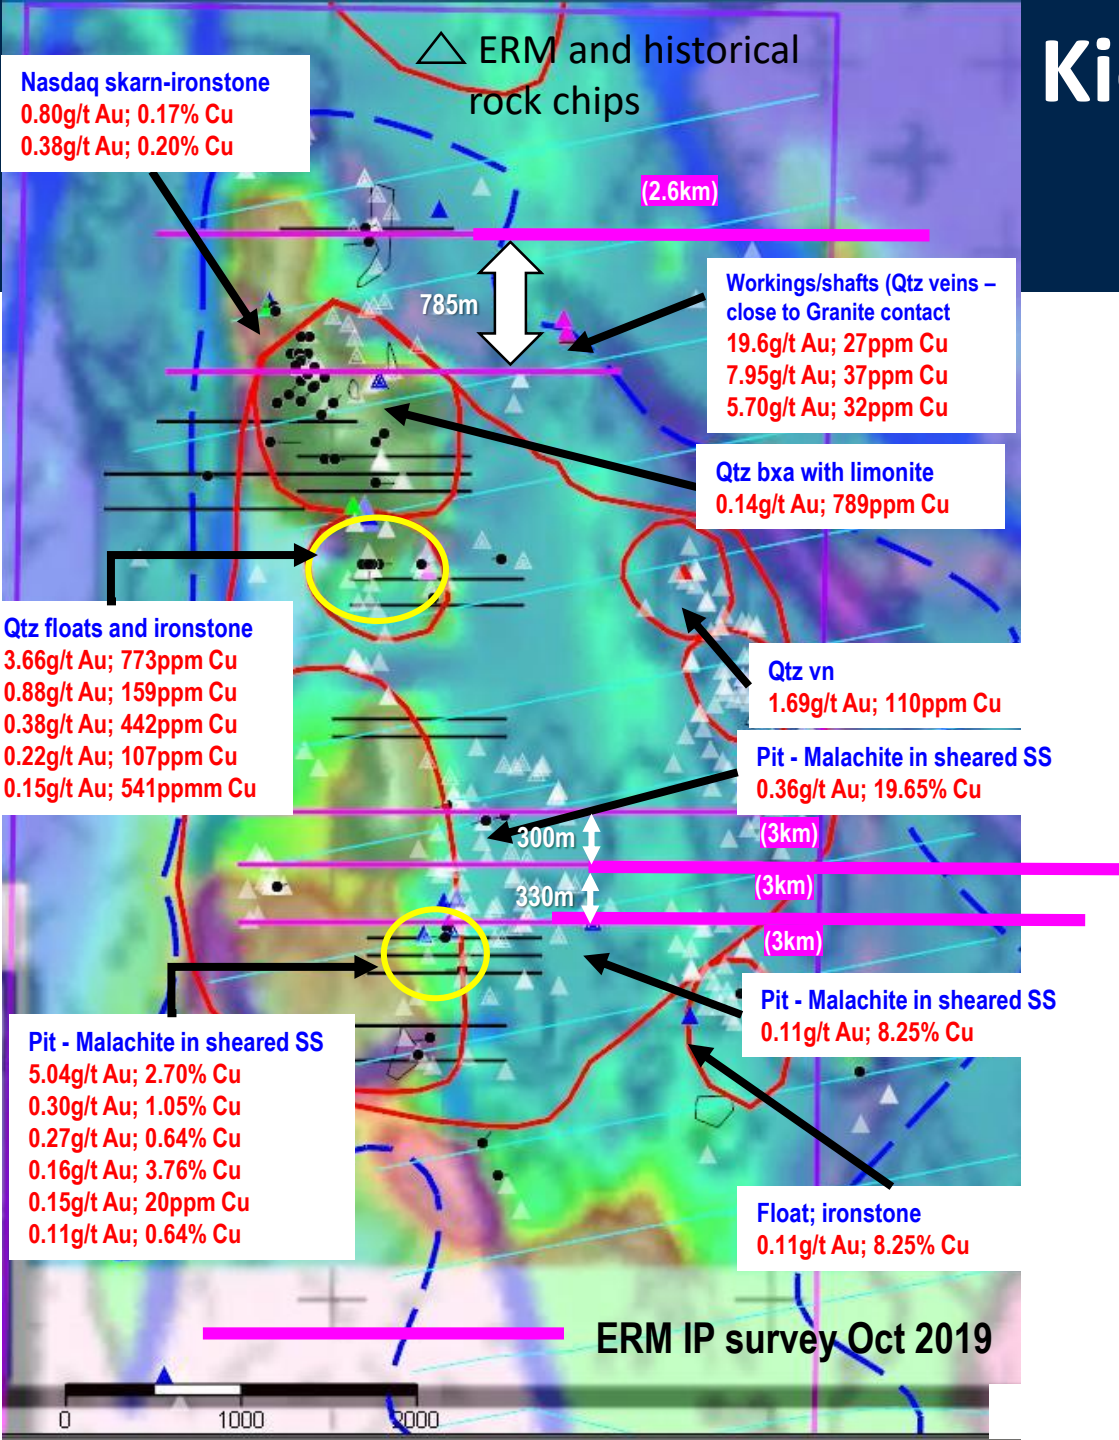 Ki
ERM and historical
rock chips
Nasdaq skarn-ironstone
0.80g/t Au; 0.17% Cu
0.38g/t Au; 0.20% Cu
(2.6km)
785m
Workings/shafts (Qtz veins –
close to Granite contact
19.6g/t Au; 27ppm Cu
7.95g/t Au; 37ppm Cu
5.70g/t Au; 32ppm Cu
Qtz bxa with limonite
0.14g/t Au; 789ppm Cu
Qtz floats and ironstone
3.66g/t Au; 773ppm Cu
0.88g/t Au; 159ppm Cu
0.38g/t Au; 442ppm Cu
0.22g/t Au; 107ppm Cu
0.15g/t Au; 541ppmm Cu
Qtz vn
1.69g/t Au; 110ppm Cu
Pit - Malachite in sheared SS
0.36g/t Au; 19.65% Cu
300m
(3km)
(3km)
330m
(3km)
Pit - Malachite in sheared SS
0.11g/t Au; 8.25% Cu
Pit - Malachite in sheared SS
5.04g/t Au; 2.70% Cu
0.30g/t Au; 1.05% Cu
0.27g/t Au; 0.64% Cu
0.16g/t Au; 3.76% Cu
0.15g/t Au; 20ppm Cu
0.11g/t Au; 0.64% Cu
Float; ironstone
0.11g/t Au; 8.25% Cu
ERM IP survey Oct 2019
0 1000 2000